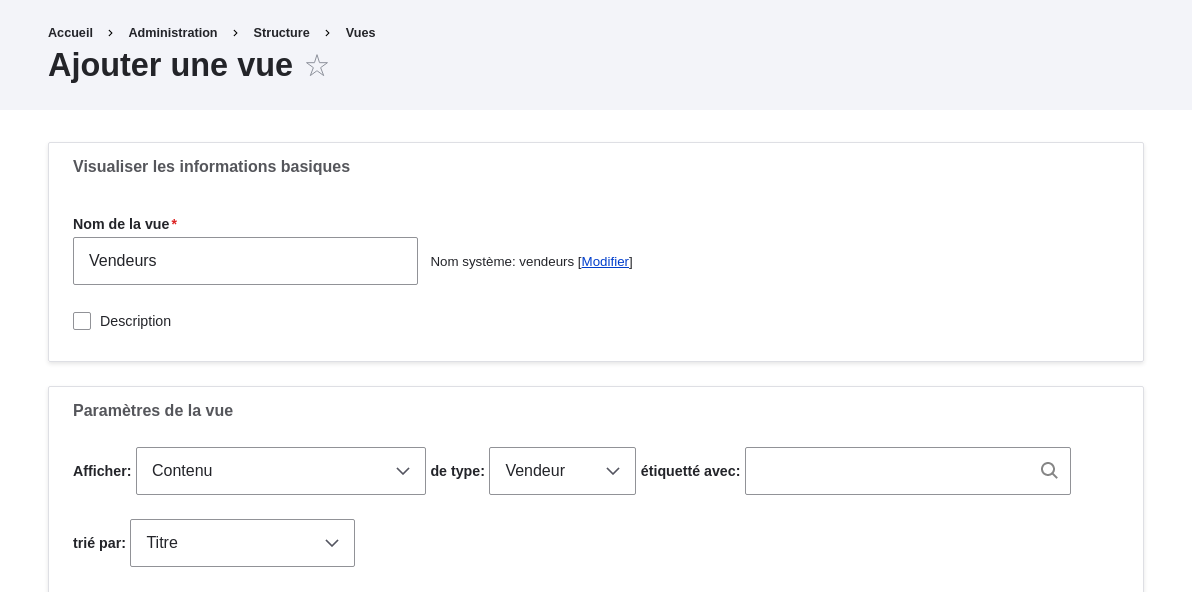 Accueil > Administration > Structure > Vues
Ajouter une vue
Visualiser les informations basiques
Nom de la vue*
Vendeurs
Nom système: vendeurs [Modifier]
Description
Paramètres de la vue
Afficher: Contenu de type: Vendeur étiquetté avec:
trié par: Titre